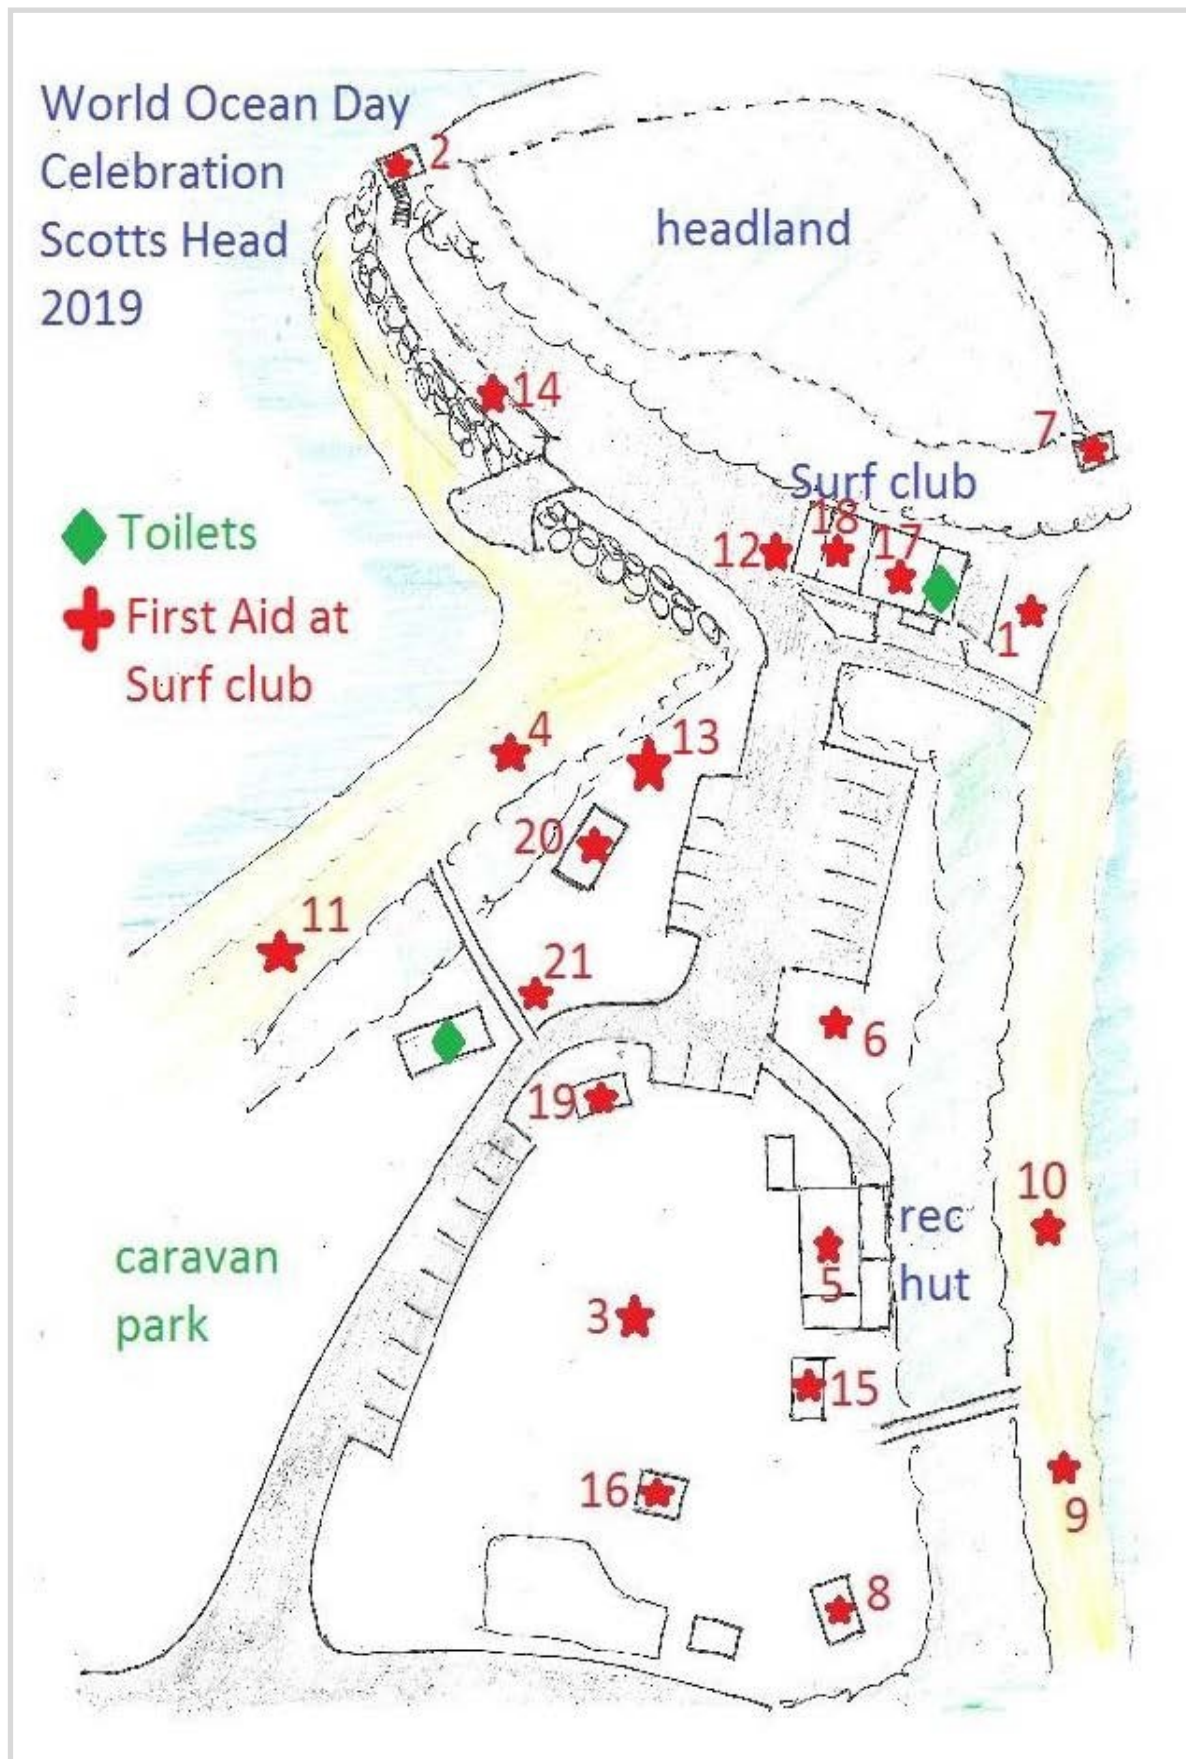 World Ocean Day
Celebration
Scotts Head
2019
2
headland
14
7
Surf club
18
12
17
Toilets
1
First Aid at
Surf club
4
13
20
11
21
6
19
10
rec
hut
caravan
park
5
3
15
16
9
8